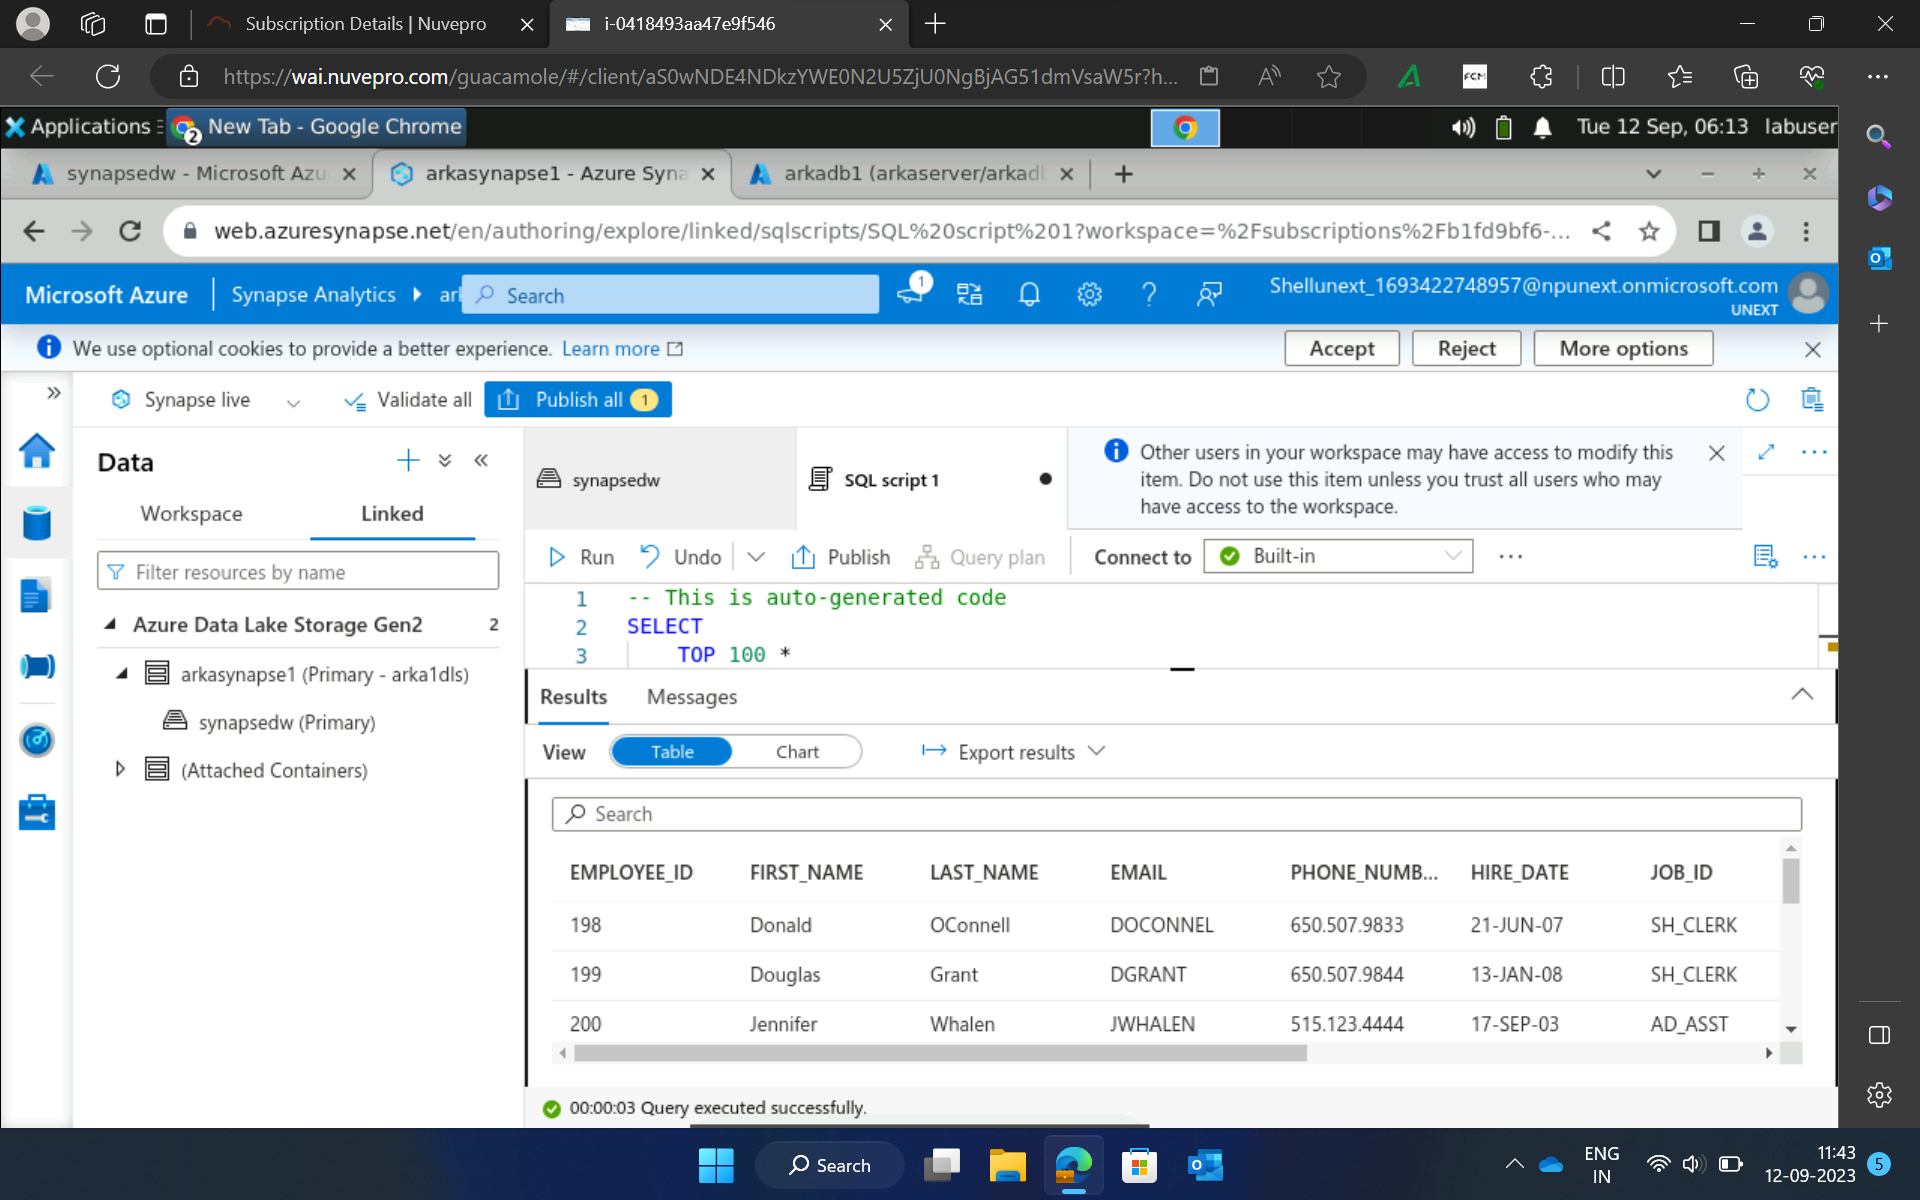 Subscription Details | Nuvepro
i-0418493aa47e9f546
https://wai.nuvepro.com/guacamole/#/client/aS0wNDE4NDkzYWE0N2U5ZjU0NgBjAG51dmVsaW5r?h...
FCM
Applications
2
New Tab - Google Chrome
Tue 12 Sep, 06:13 labuser
synapsedw - Microsoft Azu
arkasynapse1 - Azure Syna
arkadb1 (arkaserver/arkadb
web.azuresynapse.net/en/authoring/explore/linked/sqlscripts/SQL%20script%201?workspace=%2Fsubscriptions%2Fb1fd9bf6-...
Microsoft Azure
Synapse Analytics
ar
Search
1
Shellunext_1693422748957@npunext.onmicrosoft.com
UNEXT
We use optional cookies to provide a better experience. Learn more
Accept
Reject
More options
Synapse live
Validate all
Publish all 1
Data
Workspace
Linked
Filter resources by name
Azure Data Lake Storage Gen2 2
arkasynapse1 (Primary - arka1dls)
synapsedw (Primary)
(Attached Containers)
synapsedw
SQL script 1
Other users in your workspace may have access to modify this
item. Do not use this item unless you trust all users who may
have access to the workspace.
Run
Undo
Publish
Query plan
Connect to
Built-in
1 -- This is auto-generated code
2 SELECT
3 TOP 100 *
Results
Messages
View
Table
Chart
Export results
Search
EMPLOYEE_ID FIRST_NAME LAST_NAME EMAIL PHONE_NUMB... HIRE_DATE JOB_ID
198 Donald OConnell DOCONNEL 650.507.9833 21-JUN-07 SH_CLERK
199 Douglas Grant DGRANT 650.507.9844 13-JAN-08 SH_CLERK
200 Jennifer Whalen JWHALEN 515.123.4444 17-SEP-03 AD_ASST
00:00:03 Query executed successfully.
Search
ENG
IN
11:43
12-09-2023
5